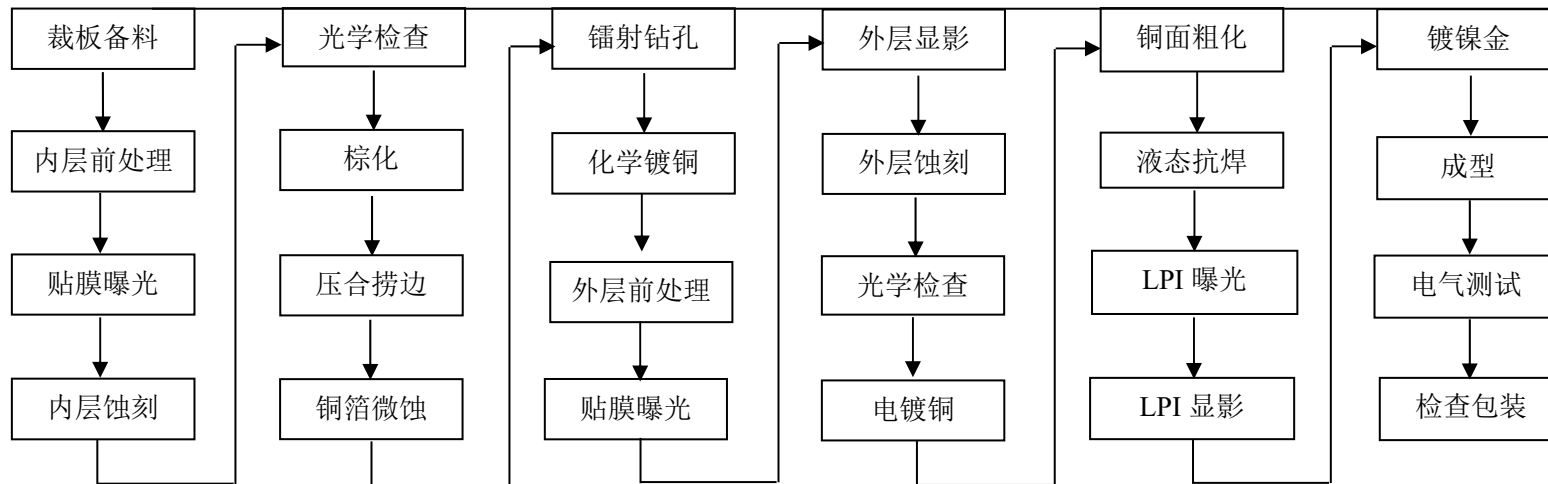 裁板备料
内层前处理
贴膜曝光
内层蚀刻
光学检查
棕化
压合捞边
铜箔微蚀
镭射钻孔
化学镀铜
外层前处理
贴膜曝光
外层显影
外层蚀刻
光学检查
电镀铜
铜面粗化
液态抗焊
LPI 曝光
LPI 显影
镀镍金
成型
电气测试
检查包装